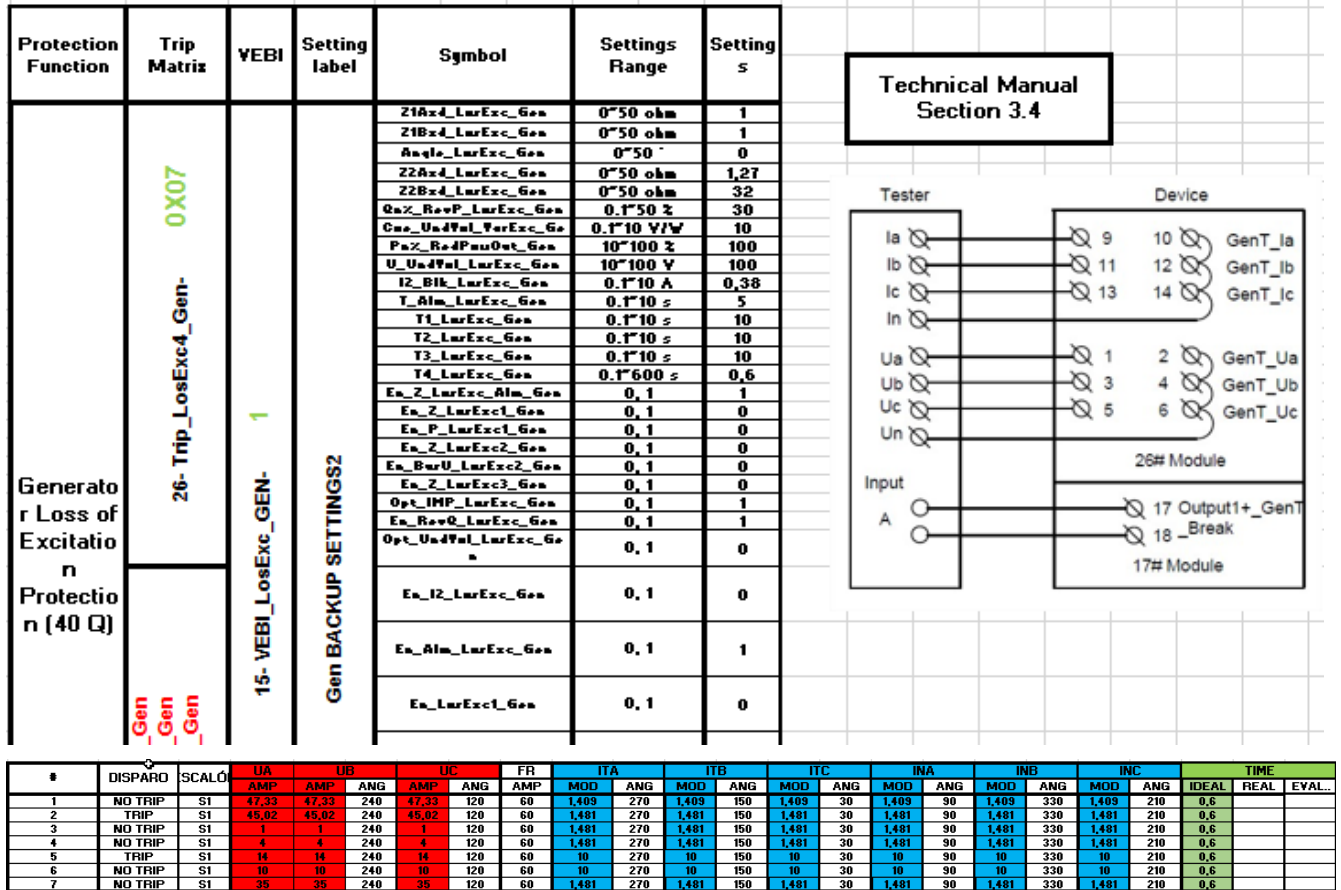 Protection Function Trip Matriz VEBI Setting label Symbol Settings Range Setting s
Generato r Loss of Excitatio n Protectio n (40 Q)
26- Trip_LosExc4_Gen- 0X07
_Gen
_Gen
_Gen
15- VEBI_LosExc_GEN- 1
Gen BACKUP SETTINGS2
Z1Axd_LsrExc_Gen 0~50 ohm 1
Z1Bxd_LsrExc_Gen 0~50 ohm 1
Angle_LsrExc_Gen 0~50 ° 0
Z2Axd_LsrExc_Gen 0~50 ohm 1,27
Z2Bxd_LsrExc_Gen 0~50 ohm 32
Qn%_RevP_LsrExc_Gen 0.1~50 % 30
0.1~10 V/W 10
10~100 % 100
U_UndVol_LsrExc_Gen 10~100 V 100
I2_Blk_LsrExc_Gen 0.1~10 A 0,38
T_Alm_LsrExc_Gen 0.1~10 s 5
T1_LsrExc_Gen 0.1~10 s 10
T2_LsrExc_Gen 0.1~10 s 10
T3_LsrExc_Gen 0.1~10 s 10
T4_LsrExc_Gen 0.1~600 s 0,6
En_Z_LsrExc_Alm_Gen 0, 1 1
En_Z_LsrExc1_Gen 0, 1 0
En_P_LsrExc1_Gen 0, 1 0
En_Z_LsrExc2_Gen 0, 1 0
En_BusU_LsrExc2_Gen 0, 1 0
En_Z_LsrExc3_Gen 0, 1 0
Opt_IMP_LsrExc_Gen 0, 1 1
En_RevQ_LsrExc_Gen 0, 1 1
Opt_UndVol_LsrExc_Ge n 0, 1 0
En_I2_LsrExc_Gen 0, 1 0
En_Alm_LsrExc_Gen 0, 1 1
En_LsrExc1_Gen 0, 1 0
Technical Manual
Section 3.4
Tester Device
Ia 9 10 GenT_Ia
Ib 11 12 GenT_Ib
Ic 13 14 GenT_Ic
In
Ua 1 2 GenT_Ua
Ub 3 4 GenT_Ub
Uc 5 6 GenT_Uc
Un
26# Module
Input
A
17 Output1+_GenT
18 _Break
17# Module
# DISPARO ESCALÓ UA UB UC FR ITA ITB ITC INA INB INC TIME
AMP AMP ANG AMP ANG AMP MOD ANG MOD ANG MOD ANG MOD ANG MOD ANG MOD ANG IDEAL REAL EVAL..
1 NO TRIP S1 47,33 47,33 240 47,33 120 60 1,409 270 1,409 150 1,409 30 1,409 90 1,409 330 1,409 210 0,6
2 TRIP S1 45,02 45,02 240 45,02 120 60 1,481 270 1,481 150 1,481 30 1,481 90 1,481 330 1,481 210 0,6
3 NO TRIP S1 1 1 240 1 120 60 1,481 270 1,481 150 1,481 30 1,481 90 1,481 330 1,481 210 0,6
4 NO TRIP S1 4 4 240 4 120 60 1,481 270 1,481 150 1,481 30 1,481 90 1,481 330 1,481 210 0,6
5 TRIP S1 14 14 240 14 120 60 10 270 10 150 10 30 10 90 10 330 10 210 0,6
6 NO TRIP S1 10 10 240 10 120 60 10 270 10 150 10 30 10 90 10 330 10 210 0,6
7 NO TRIP S1 35 35 240 35 120 60 1,481 270 1,481 150 1,481 30 1,481 90 1,481 330 1,481 210 0,6